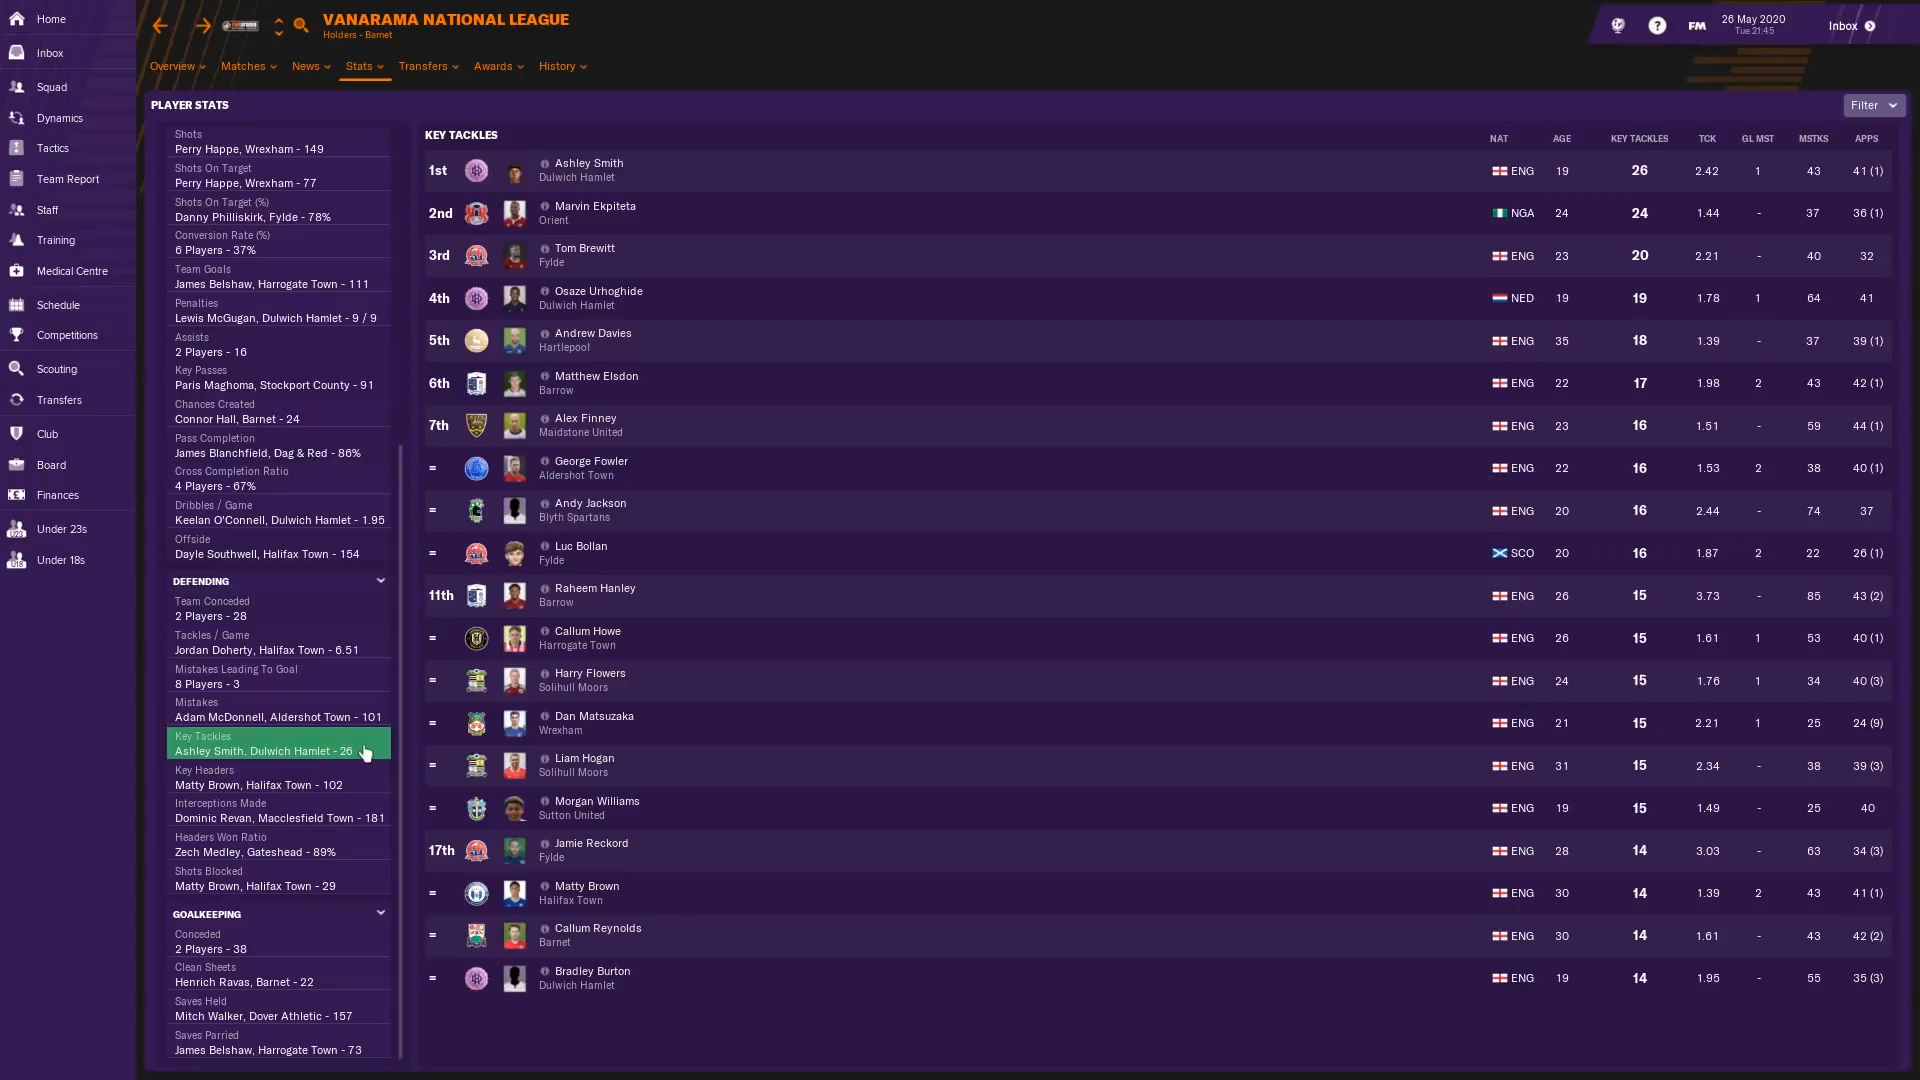 Home
Inbox
Squad
Dynamics
Tactics
Team Report
Staff
Training
Medical Centre
Schedule
Competitions
Scouting
Transfers
Club
Board
Finances
Under 23s
Under 18s
VANARAMA NATIONAL LEAGUE
Holders - Barnet
FM
26 May 2020
Tue 21:45
Inbox
Overview
Matches
News
Stats
Transfers
Awards
History
PLAYER STATS
Filter
Shots
Perry Happe, Wrexham - 149
Shots On Target
Perry Happe, Wrexham - 77
Shots On Target (%)
Danny Philliskirk, Fylde - 78%
Conversion Rate (%)
6 Players - 37%
Team Goals
James Belshaw, Harrogate Town - 111
Penalties
Lewis McGugan, Dulwich Hamlet - 9 / 9
Assists
2 Players - 16
Key Passes
Paris Maghoma, Stockport County - 91
Chances Created
Connor Hall, Barnet - 24
Pass Completion
James Blanchfield, Dag & Red - 86%
Cross Completion Ratio
4 Players - 67%
Dribbles / Game
Keelan O'Connell, Dulwich Hamlet - 1.95
Offside
Dayle Southwell, Halifax Town - 154
DEFENDING
Team Conceded
2 Players - 28
Tackles / Game
Jordan Doherty, Halifax Town - 6.51
Mistakes Leading To Goal
8 Players - 3
Mistakes
Adam McDonnell, Aldershot Town - 101
Key Tackles
Ashley Smith, Dulwich Hamlet - 26
Key Headers
Matty Brown, Halifax Town - 102
Interceptions Made
Dominic Revan, Macclesfield Town - 181
Headers Won Ratio
Zech Medley, Gateshead - 89%
Shots Blocked
Matty Brown, Halifax Town - 29
GOALKEEPING
Conceded
2 Players - 38
Clean Sheets
Henrich Ravas, Barnet - 22
Saves Held
Mitch Walker, Dover Athletic - 157
Saves Parried
James Belshaw, Harrogate Town - 73
KEY TACKLES NAT AGE KEY TACKLES TCK GL MST MSTKS APPS
1st Ashley Smith ENG 19 26 2.42 1 43 41 (1)
Dulwich Hamlet
2nd Marvin Ekpiteta NGA 24 24 1.44 - 37 36 (1)
Orient
3rd Tom Brewitt ENG 23 20 2.21 - 40 32
Fylde
4th Osaze Urhoghide NED 19 19 1.78 1 64 41
Dulwich Hamlet
5th Andrew Davies ENG 35 18 1.39 - 37 39 (1)
Hartlepool
6th Matthew Elsdon ENG 22 17 1.98 2 43 42 (1)
Barrow
7th Alex Finney ENG 23 16 1.51 - 59 44 (1)
Maidstone United
= George Fowler ENG 22 16 1.53 2 38 40 (1)
Aldershot Town
= Andy Jackson ENG 20 16 2.44 - 74 37
Blyth Spartans
= Luc Bollan SCO 20 16 1.87 2 22 26 (1)
Fylde
11th Raheem Hanley ENG 26 15 3.73 - 85 43 (2)
Barrow
= Callum Howe ENG 26 15 1.61 1 53 40 (1)
Harrogate Town
= Harry Flowers ENG 24 15 1.76 1 34 40 (3)
Solihull Moors
= Dan Matsuzaka ENG 21 15 2.21 1 25 24 (9)
Wrexham
= Liam Hogan ENG 31 15 2.34 - 38 39 (3)
Solihull Moors
= Morgan Williams ENG 19 15 1.49 - 25 40
Sutton United
17th Jamie Reckord ENG 28 14 3.03 - 63 34 (3)
Fylde
= Matty Brown ENG 30 14 1.39 2 43 41 (1)
Halifax Town
= Callum Reynolds ENG 30 14 1.61 - 43 42 (2)
Barnet
= Bradley Burton ENG 19 14 1.95 - 55 35 (3)
Dulwich Hamlet